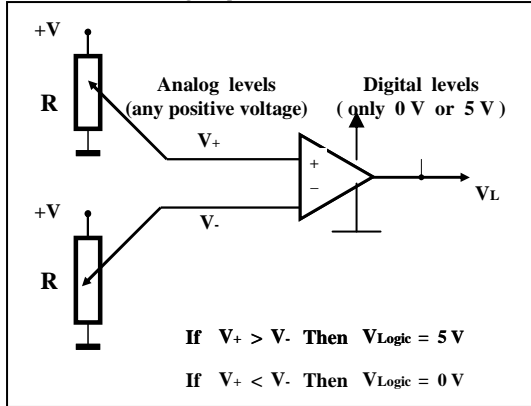 +V
Analog levels
Digital levels
R
(any positive voltage)
( only 0 V or 5 V )
V+
+
−
VL
+V
V-
R
If V+ > V- Then VLogic = 5 V
If V+ < V- Then VLogic = 0 V